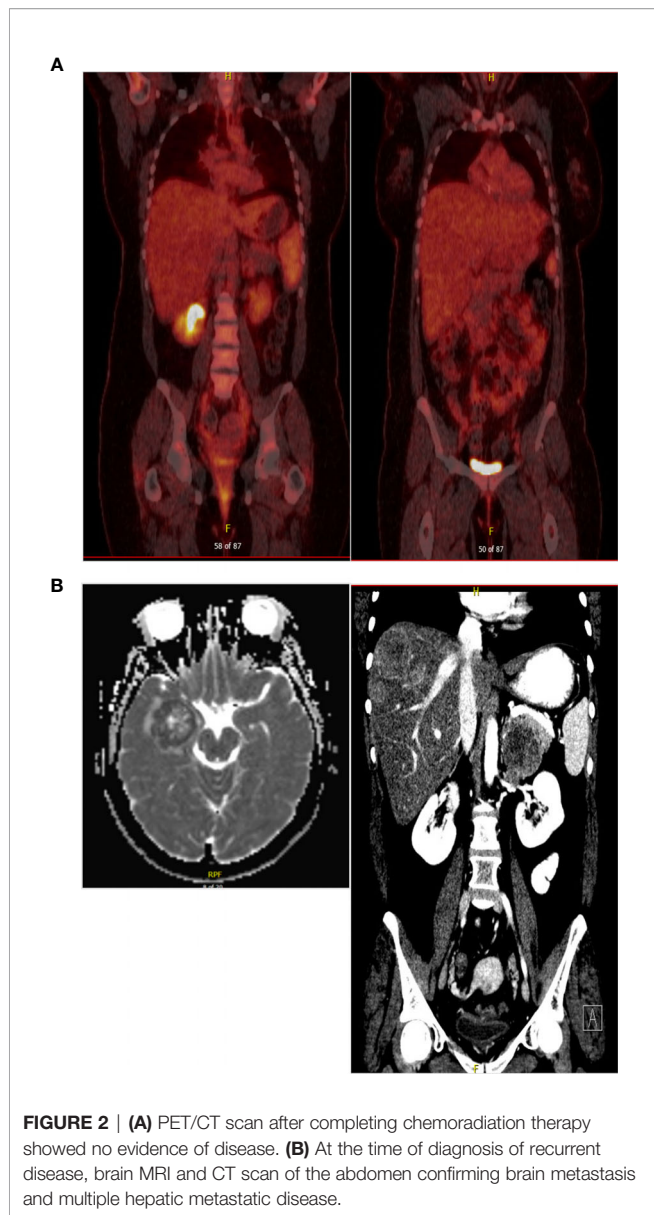 A
H
H
F
58 of 87
F
50 of 87
B
H
RPF
A
F
FIGURE 2 | (A) PET/CT scan after completing chemoradiation therapy
showed no evidence of disease. (B) At the time of diagnosis of recurrent
disease, brain MRI and CT scan of the abdomen confirming brain metastasis
and multiple hepatic metastatic disease.